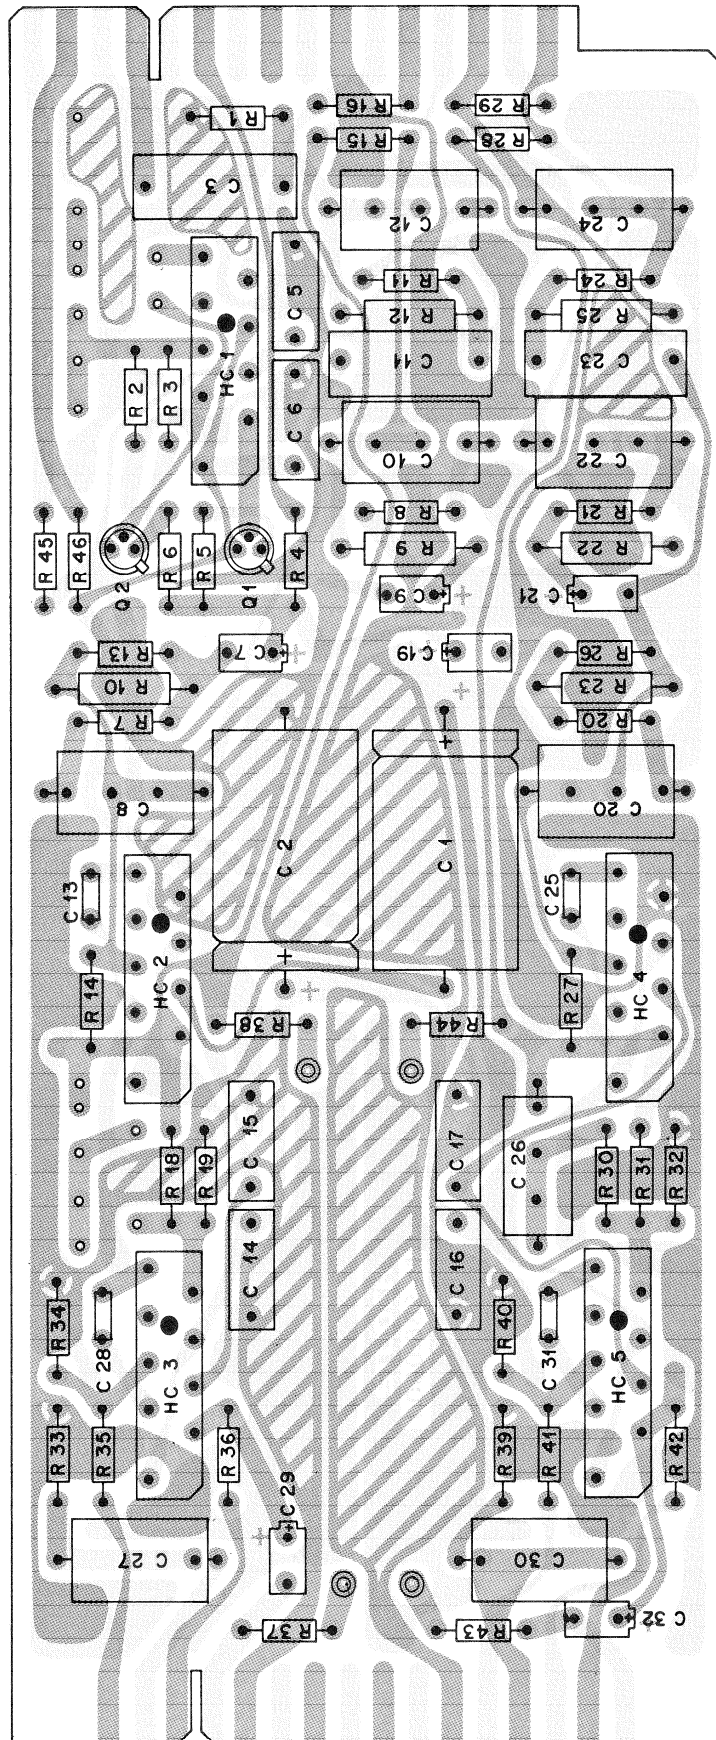 R 16
R 29
R 1
R 15
R 28
C 3
C 12
C 24
R 11
R 24
C 5
R 12
R 25
HC 1
C 11
C 23
R 2
R 3
C 6
C 10
C 22
R 8
R 21
R 45
R 46
Q2
R 6
R 5
Q1
R 4
R 9
R 22
C 9
+
C 21
+
R 13
C 7
+
C 19
+
R 26
R 10
R 23
R 7
R 20
+
C 8
C 2
C 1
C 20
C 13
C 25
R 14
HC 2
+
R 27
HC 4
R 38
R 44
R 18
R 19
C 15
C 17
C 26
R 30
R 31
R 32
C 14
C 16
R 34
C 28
HC 3
R 40
C 31
HC 5
R 33
R 35
R 36
C 29
+
R 39
R 41
R 42
C 27
C 30
C 32
+
R 37
R 43